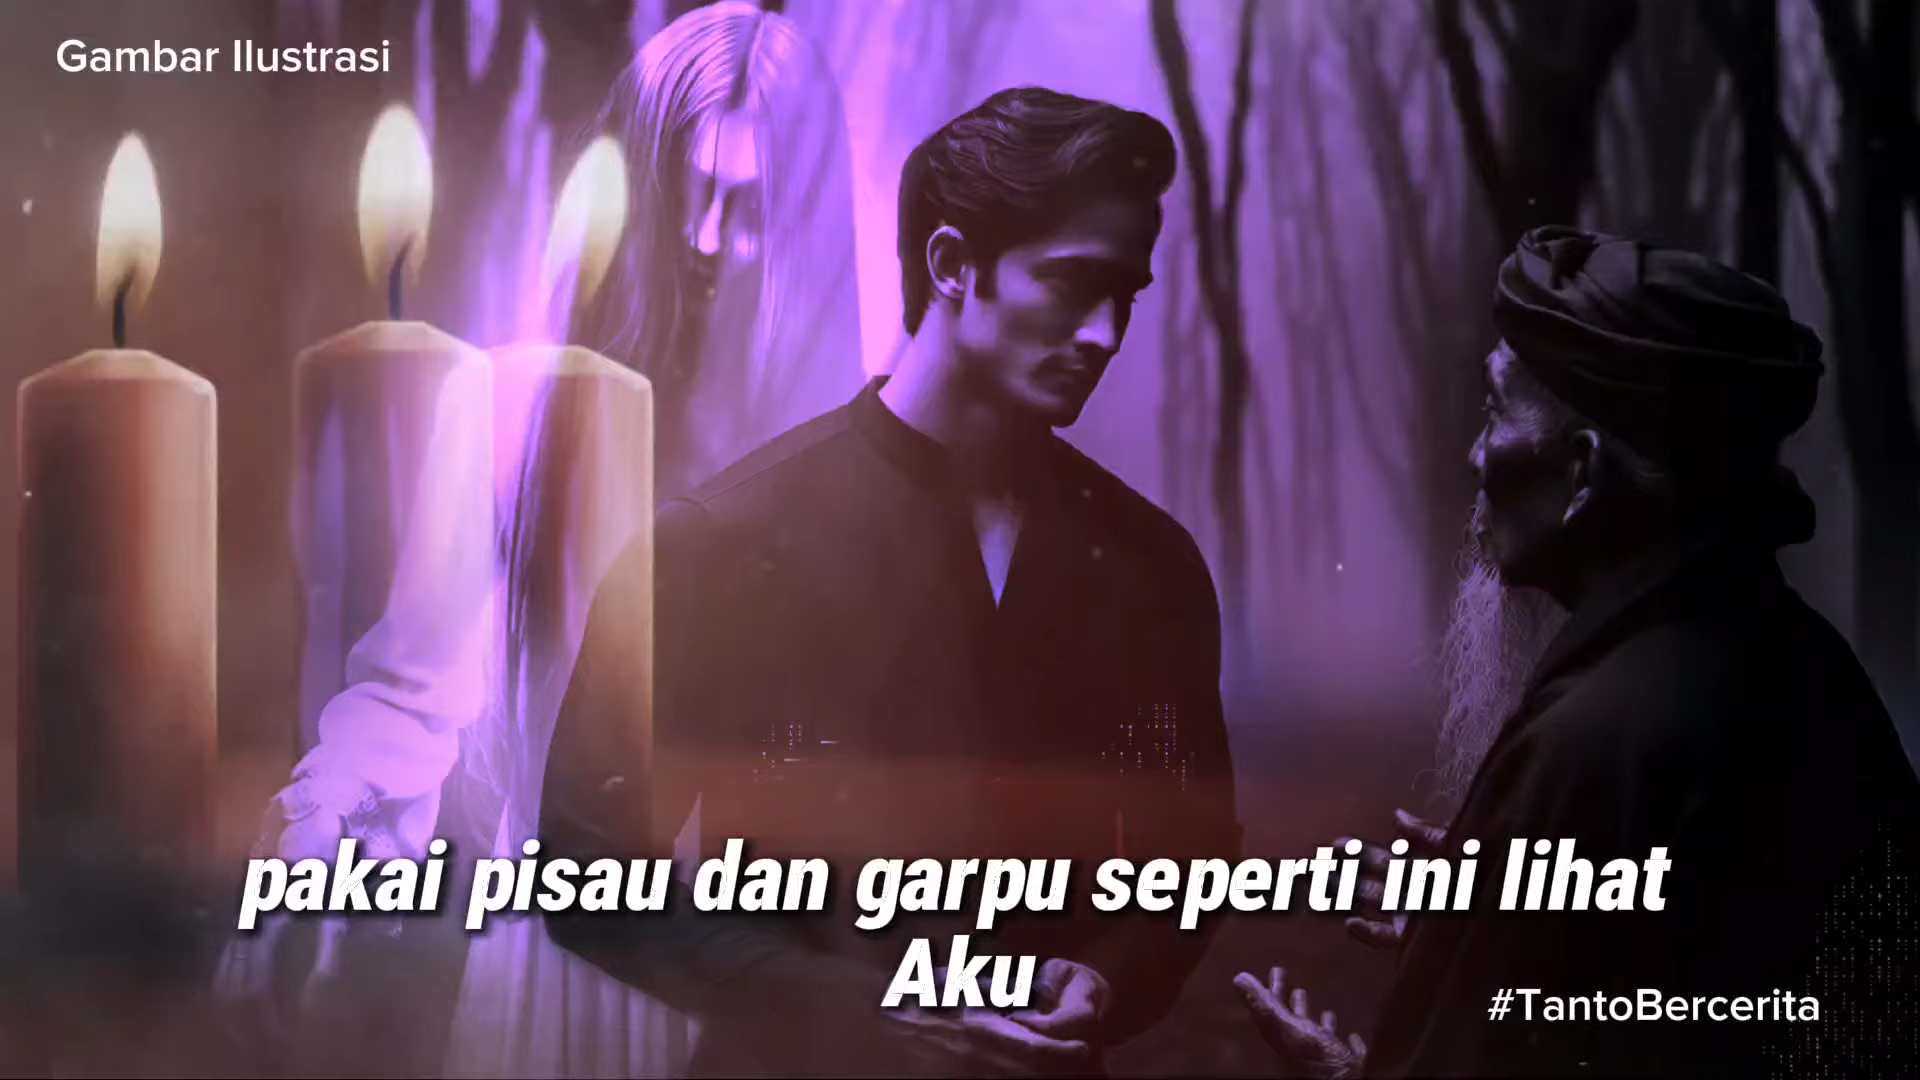 Gambar Ilustrasi
pakai pisau dan garpu seperti ini lihat
Aku
#TantoBercerita